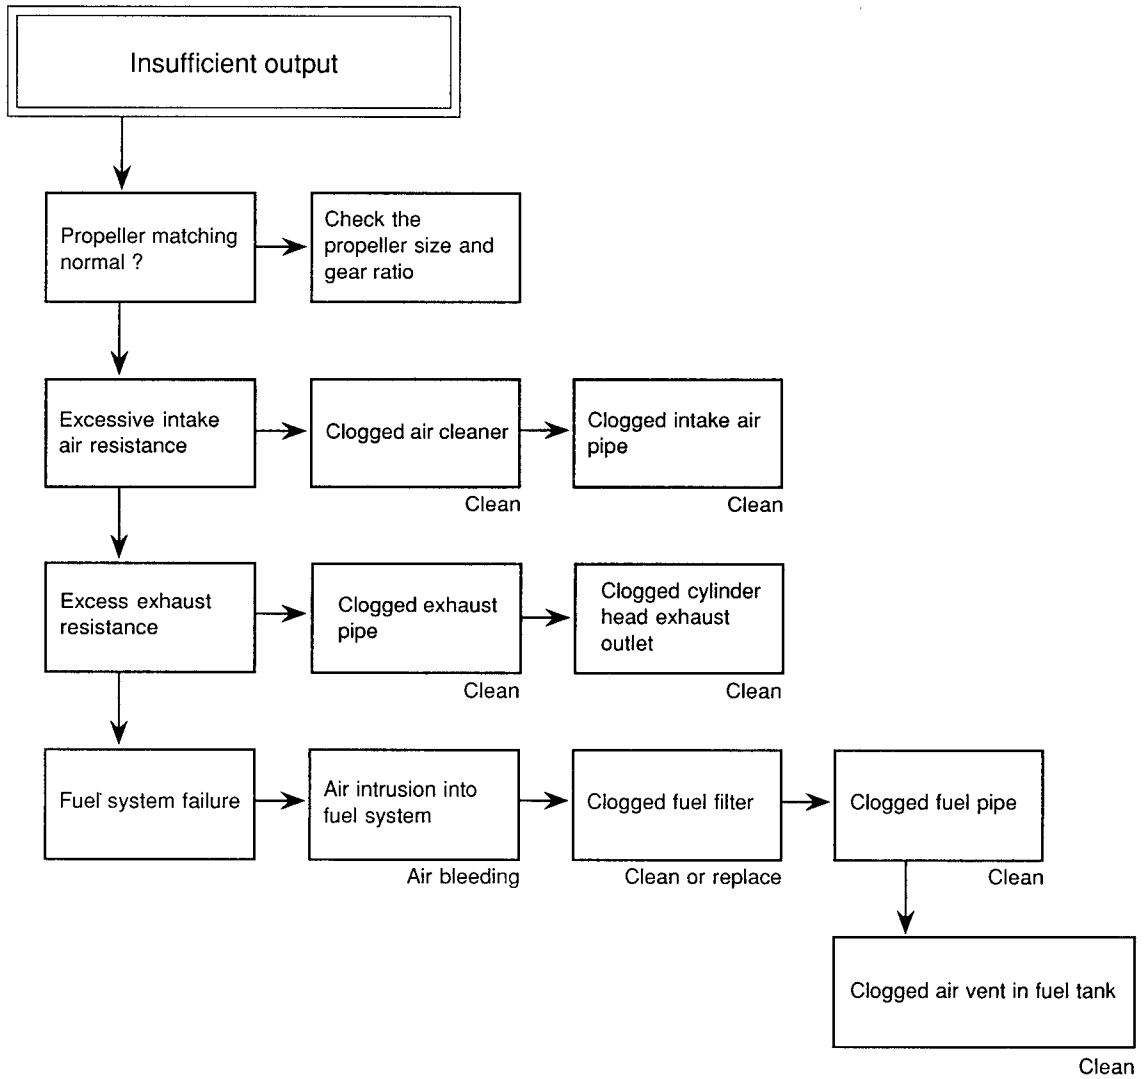 Insufficient output
Propeller matching
normal ?
Check the
propeller size and
gear ratio
Excessive intake
air resistance
Clogged air cleaner
Clean
Clogged intake air
pipe
Clean
Excess exhaust
resistance
Clogged exhaust
pipe
Clean
Clogged cylinder
head exhaust
outlet
Clean
Fuel system failure
Air intrusion into
fuel system
Air bleeding
Clogged fuel filter
Clean or replace
Clogged fuel pipe
Clean
Clogged air vent in fuel tank
Clean